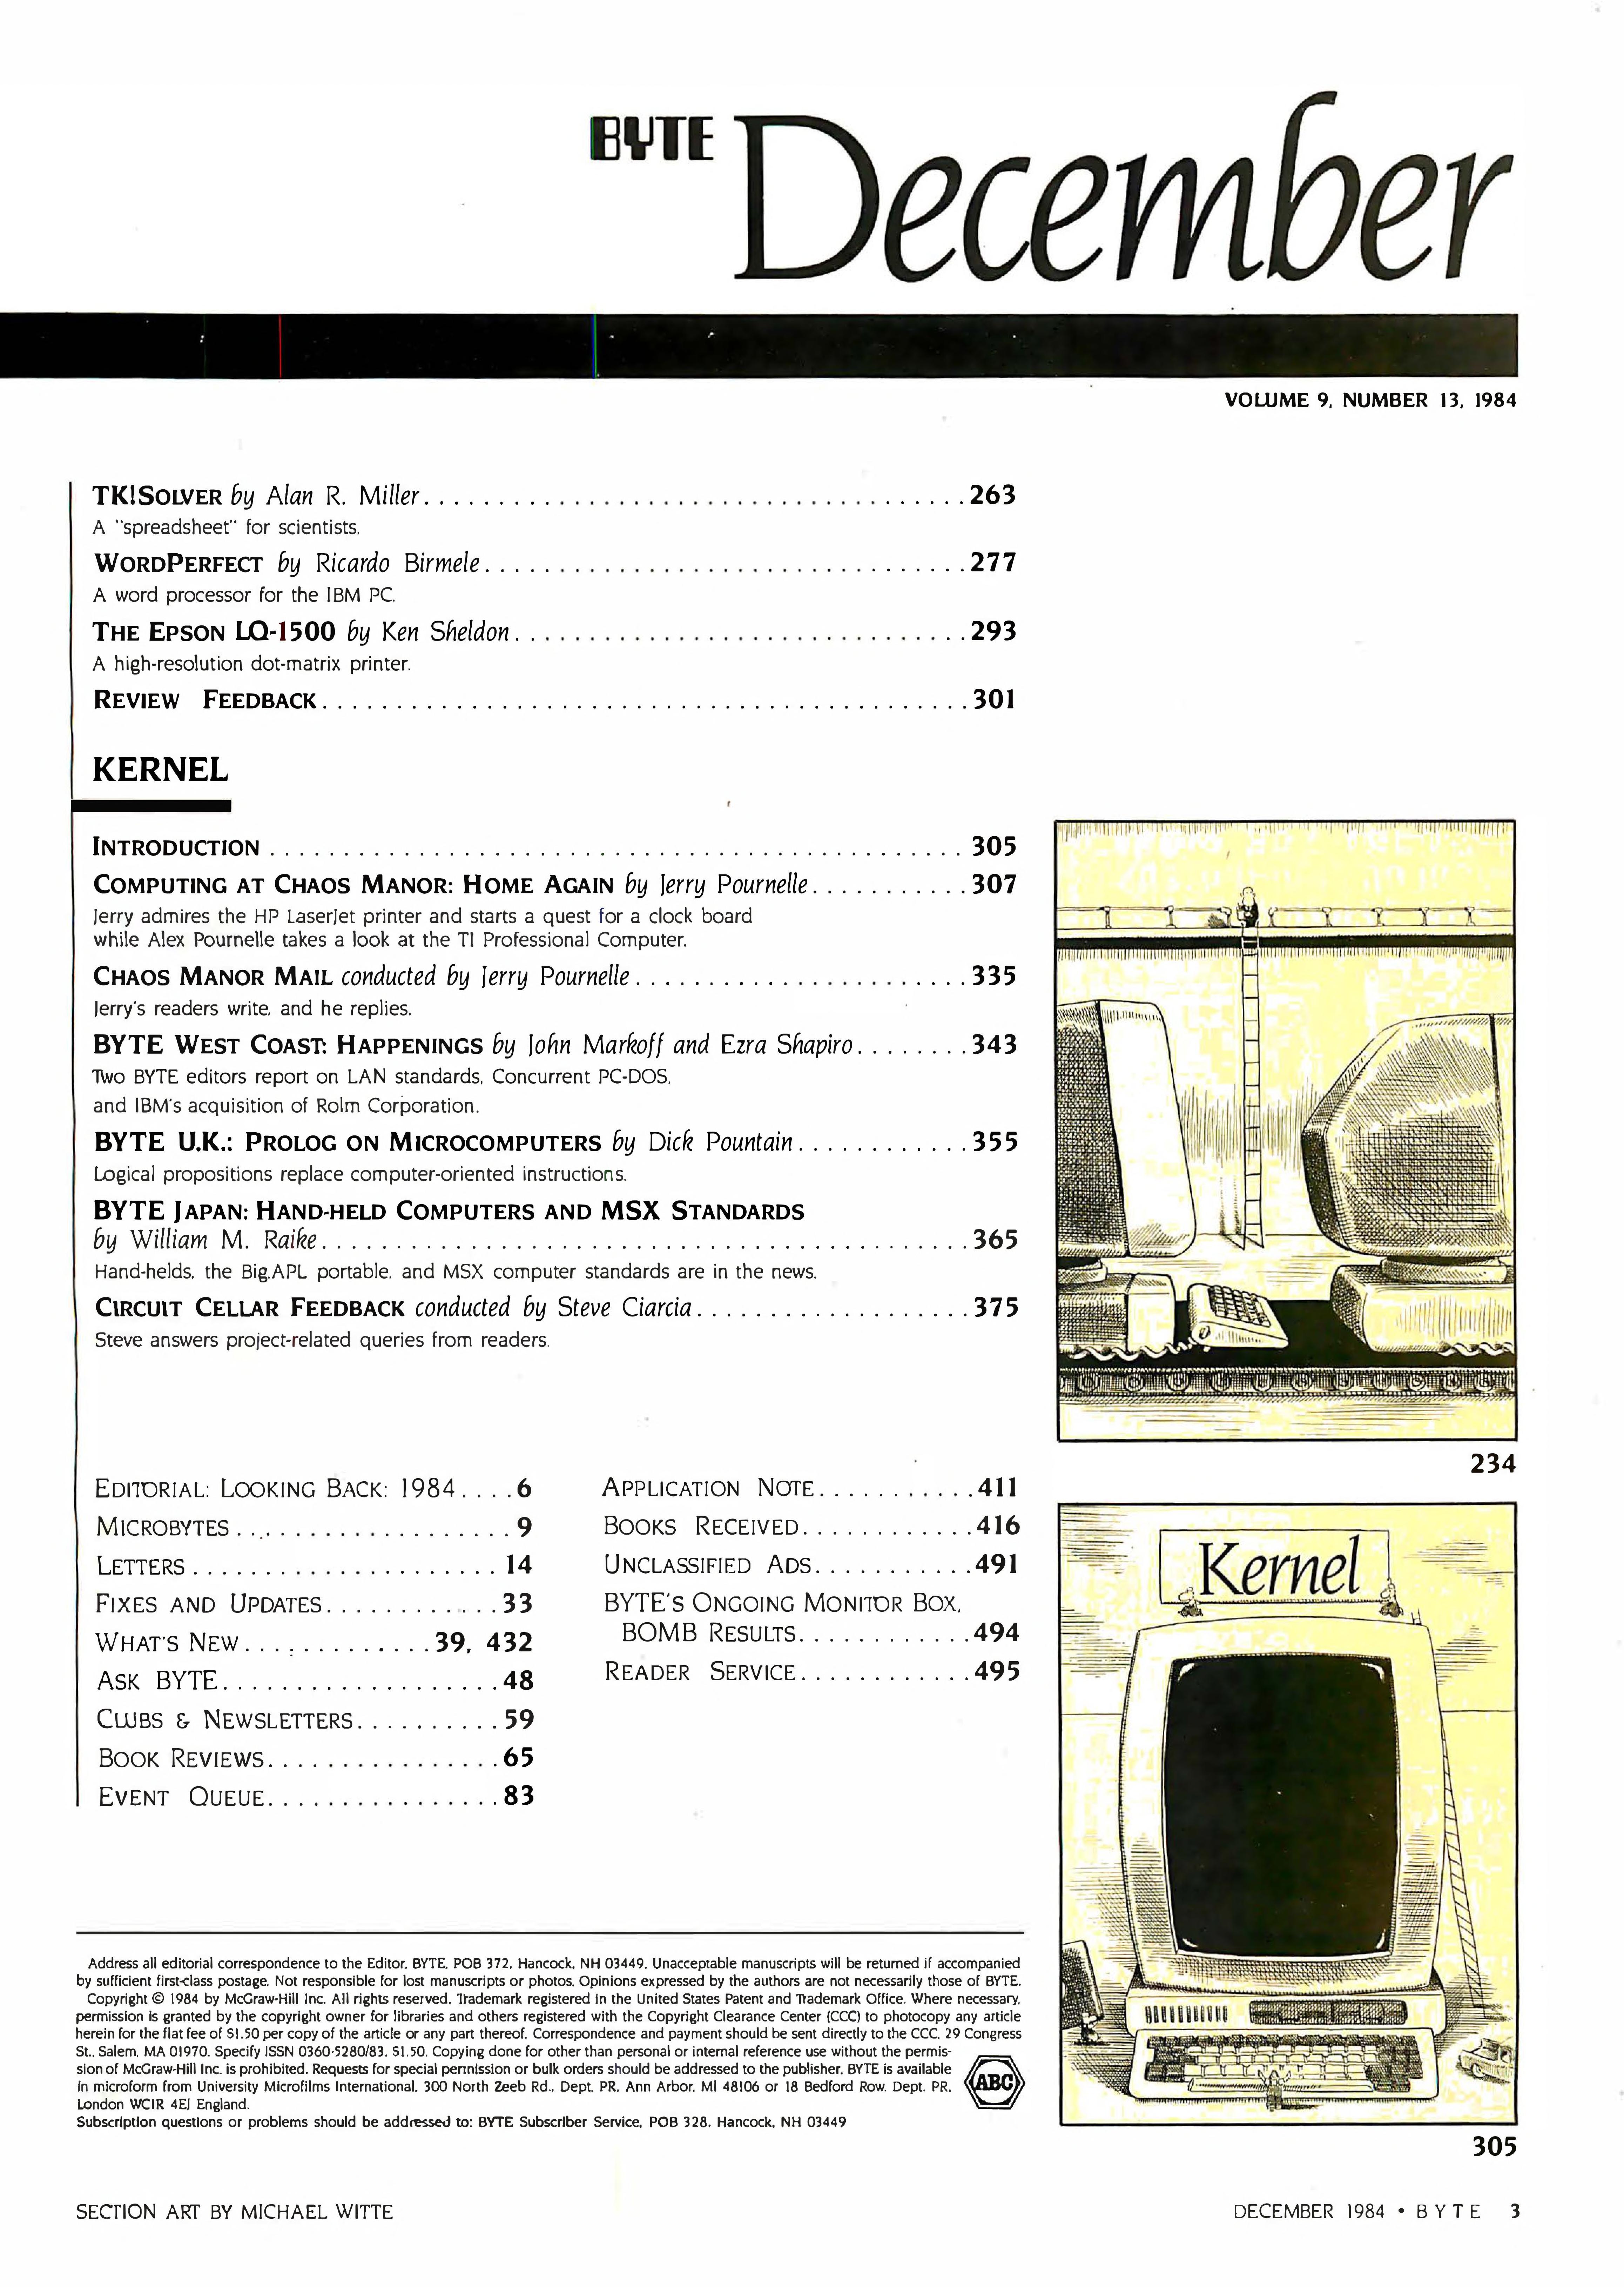 BYTE December
VOLUME 9, NUMBER 13, 1984
TK!SOLVER by Alan R. Miller. . . . . . . . . . . . . . . . . . . . . . . . . . . . . . . . . . . . . 263
A "spreadsheet" for scientists.
WORDPERFECT by Ricardo Birmele. . . . . . . . . . . . . . . . . . . . . . . . . . . . . . . . 277
A word processor for the IBM PC.
THE EPSON LQ-1500 by Ken Sheldon. . . . . . . . . . . . . . . . . . . . . . . . . . . . . . 293
A high-resolution dot-matrix printer.
REVIEW FEEDBACK. . . . . . . . . . . . . . . . . . . . . . . . . . . . . . . . . . . . . . . . . . . 301
KERNEL
INTRODUCTION . . . . . . . . . . . . . . . . . . . . . . . . . . . . . . . . . . . . . . . . . . . . . . 305
COMPUTING AT CHAOS MANOR: HOME AGAIN by Jerry Pournelle. . . . . . . . . . . 307
Jerry admires the HP LaserJet printer and starts a quest for a clock board
while Alex Pournelle takes a look at the TI Professional Computer.
CHAOS MANOR MAIL conducted by Jerry Pournelle . . . . . . . . . . . . . . . . . . . . . . 335
Jerry's readers write, and he replies.
BYTE WEST COAST: HAPPENINGS by John Markoff and Ezra Shapiro. . . . . . . . 343
Two BYTE editors report on LAN standards, Concurrent PC-DOS,
and IBM's acquisition of Rolm Corporation.
BYTE U.K.: PROLOG ON MICROCOMPUTERS by Dick Pountain. . . . . . . . . . . . 355
Logical propositions replace computer-oriented instructions.
BYTE JAPAN: HAND-HELD COMPUTERS AND MSX STANDARDS
by William M. Raike. . . . . . . . . . . . . . . . . . . . . . . . . . . . . . . . . . . . . . . . . . . 365
Hand-helds, the Big.APL portable, and MSX computer standards are in the news.
CIRCUIT CELLAR FEEDBACK conducted by Steve Ciarcia. . . . . . . . . . . . . . . . . . . 375
Steve answers project-related queries from readers.
234
EDITORIAL: LOOKING BACK: 1984. . . . 6
MICROBYTES . . . . . . . . . . . . . . . . . . . 9
LETTERS . . . . . . . . . . . . . . . . . . . . . 14
FIXES AND UPDATES. . . . . . . . . . . . 33
WHAT'S NEW. . . . . . . . . . . . . 39, 432
ASK BYTE. . . . . . . . . . . . . . . . . . . 48
CLUBS & NEWSLETTERS. . . . . . . . . . 59
BOOK REVIEWS. . . . . . . . . . . . . . . . 65
EVENT QUEUE. . . . . . . . . . . . . . . . 83
APPLICATION NOTE. . . . . . . . . . . 411
BOOKS RECEIVED. . . . . . . . . . . . 416
UNCLASSIFIED ADS. . . . . . . . . . . 491
BYTE'S ONGOING MONITOR BOX,
BOMB RESULTS. . . . . . . . . . . . 494
READER SERVICE. . . . . . . . . . . . 495
Kernel
305
Address all editorial correspondence to the Editor, BYTE, POB 372, Hancock, NH 03449. Unacceptable manuscripts will be returned if accompanied
by sufficient first-class postage. Not responsible for lost manuscripts or photos. Opinions expressed by the authors are not necessarily those of BYTE.
Copyright © 1984 by McGraw-Hill Inc. All rights reserved. Trademark registered in the United States Patent and Trademark Office. Where necessary,
permission is granted by the copyright owner for libraries and others registered with the Copyright Clearance Center (CCC) to photocopy any article
herein for the flat fee of $1.50 per copy of the article or any part thereof. Correspondence and payment should be sent directly to the CCC, 29 Congress
St., Salem, MA 01970. Specify ISSN 0360-5280/83, $1.50. Copying done for other than personal or internal reference use without the permis-
sion of McGraw-Hill Inc. is prohibited. Requests for special permission or bulk orders should be addressed to the publisher. BYTE is available
in microform from University Microfilms International, 300 North Zeeb Rd., Dept. PR, Ann Arbor, MI 48106 or 18 Bedford Row, Dept. PR,
London WC1R 4EJ England.
Subscription questions or problems should be addressed to: BYTE Subscriber Service, POB 328, Hancock, NH 03449
ABC
SECTION ART BY MICHAEL WITTE
DECEMBER 1984 • BYTE 3